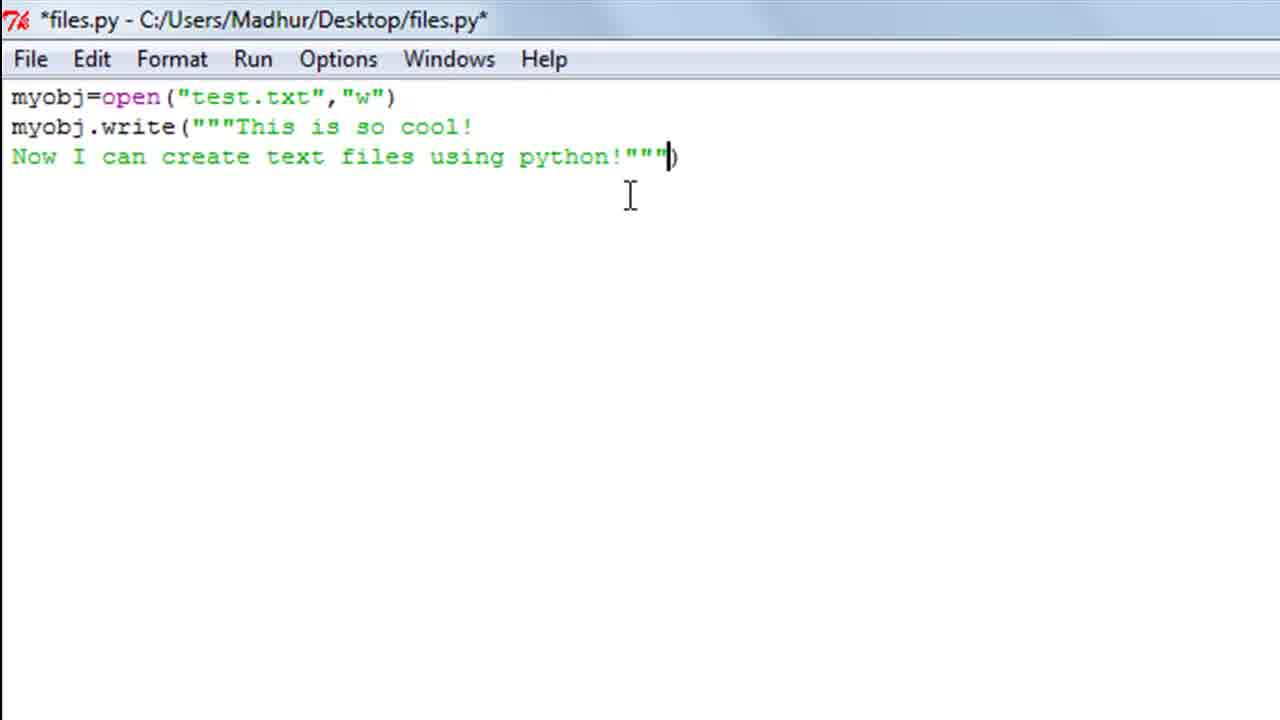 *files.py - C:/Users/Madhur/Desktop/files.py*
File Edit Format Run Options Windows Help
myobj=open("test.txt","w")
myobj.write("""This is so cool!
Now I can create text files using python!""")